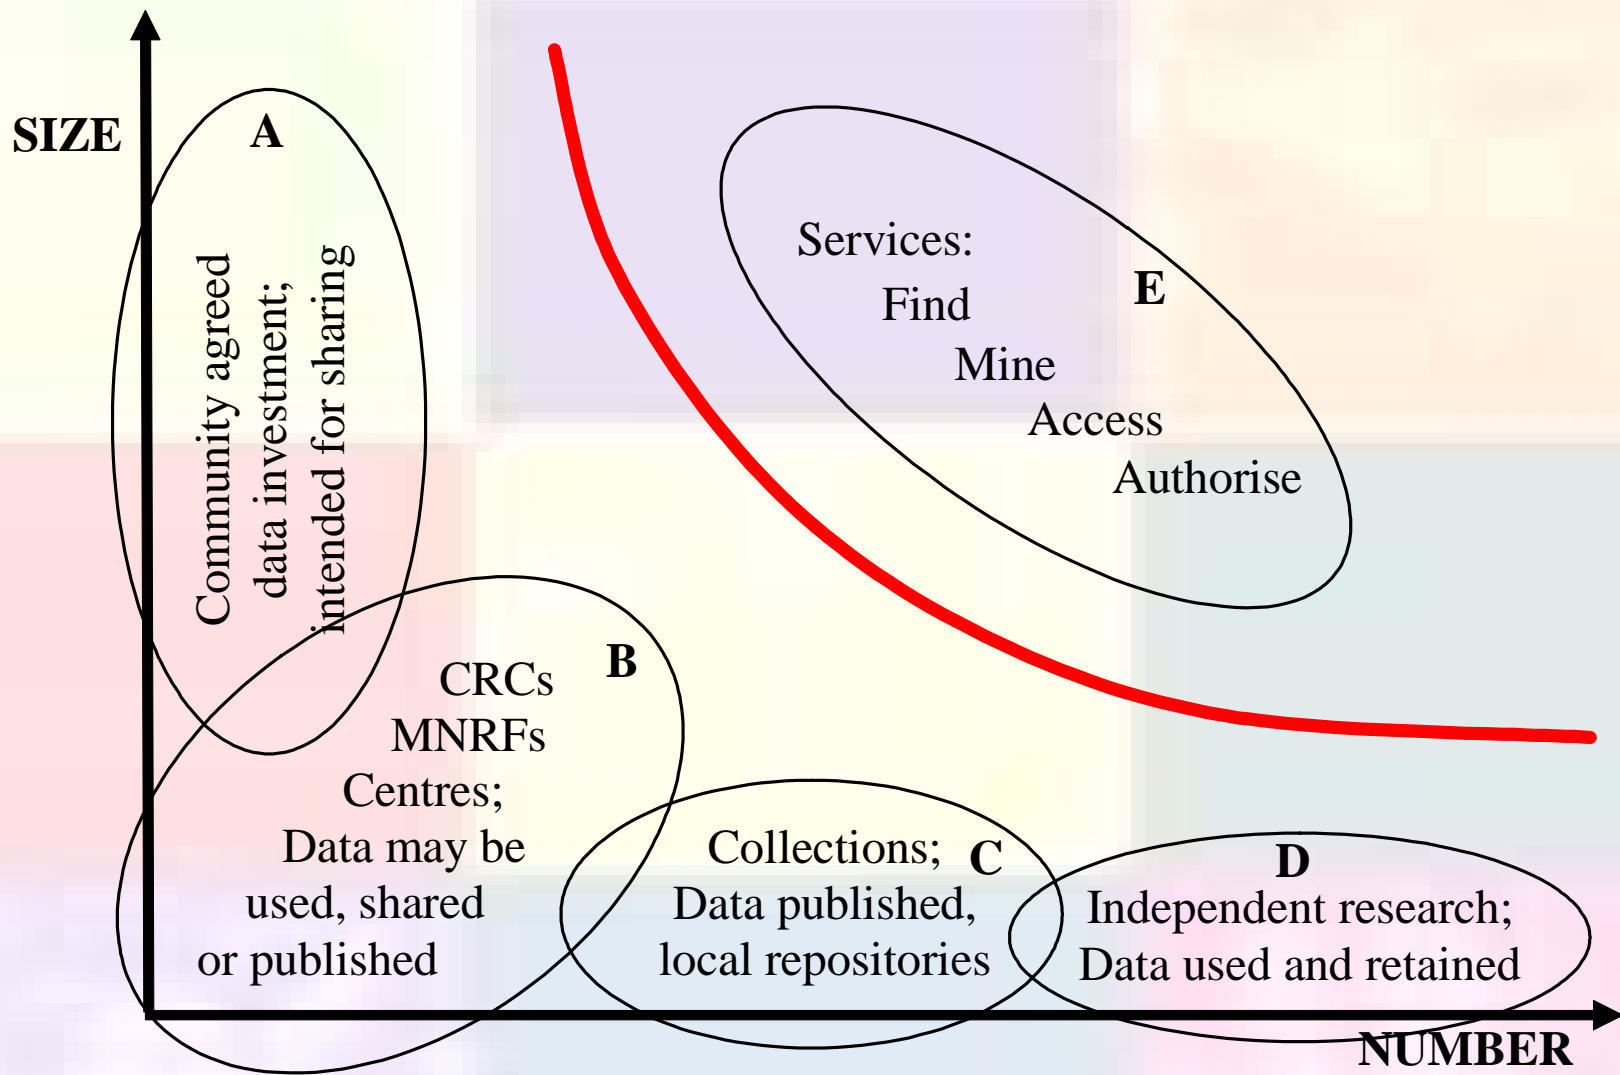 SIZE
A
Community agreed
data investment;
intended for sharing
Services:
Find
Mine
Access
Authorise
E
B
CRCs
MNRFs
Centres;
Data may be
used, shared
or published
Collections;
C
Data published,
local repositories
D
Independent research;
Data used and retained
NUMBER